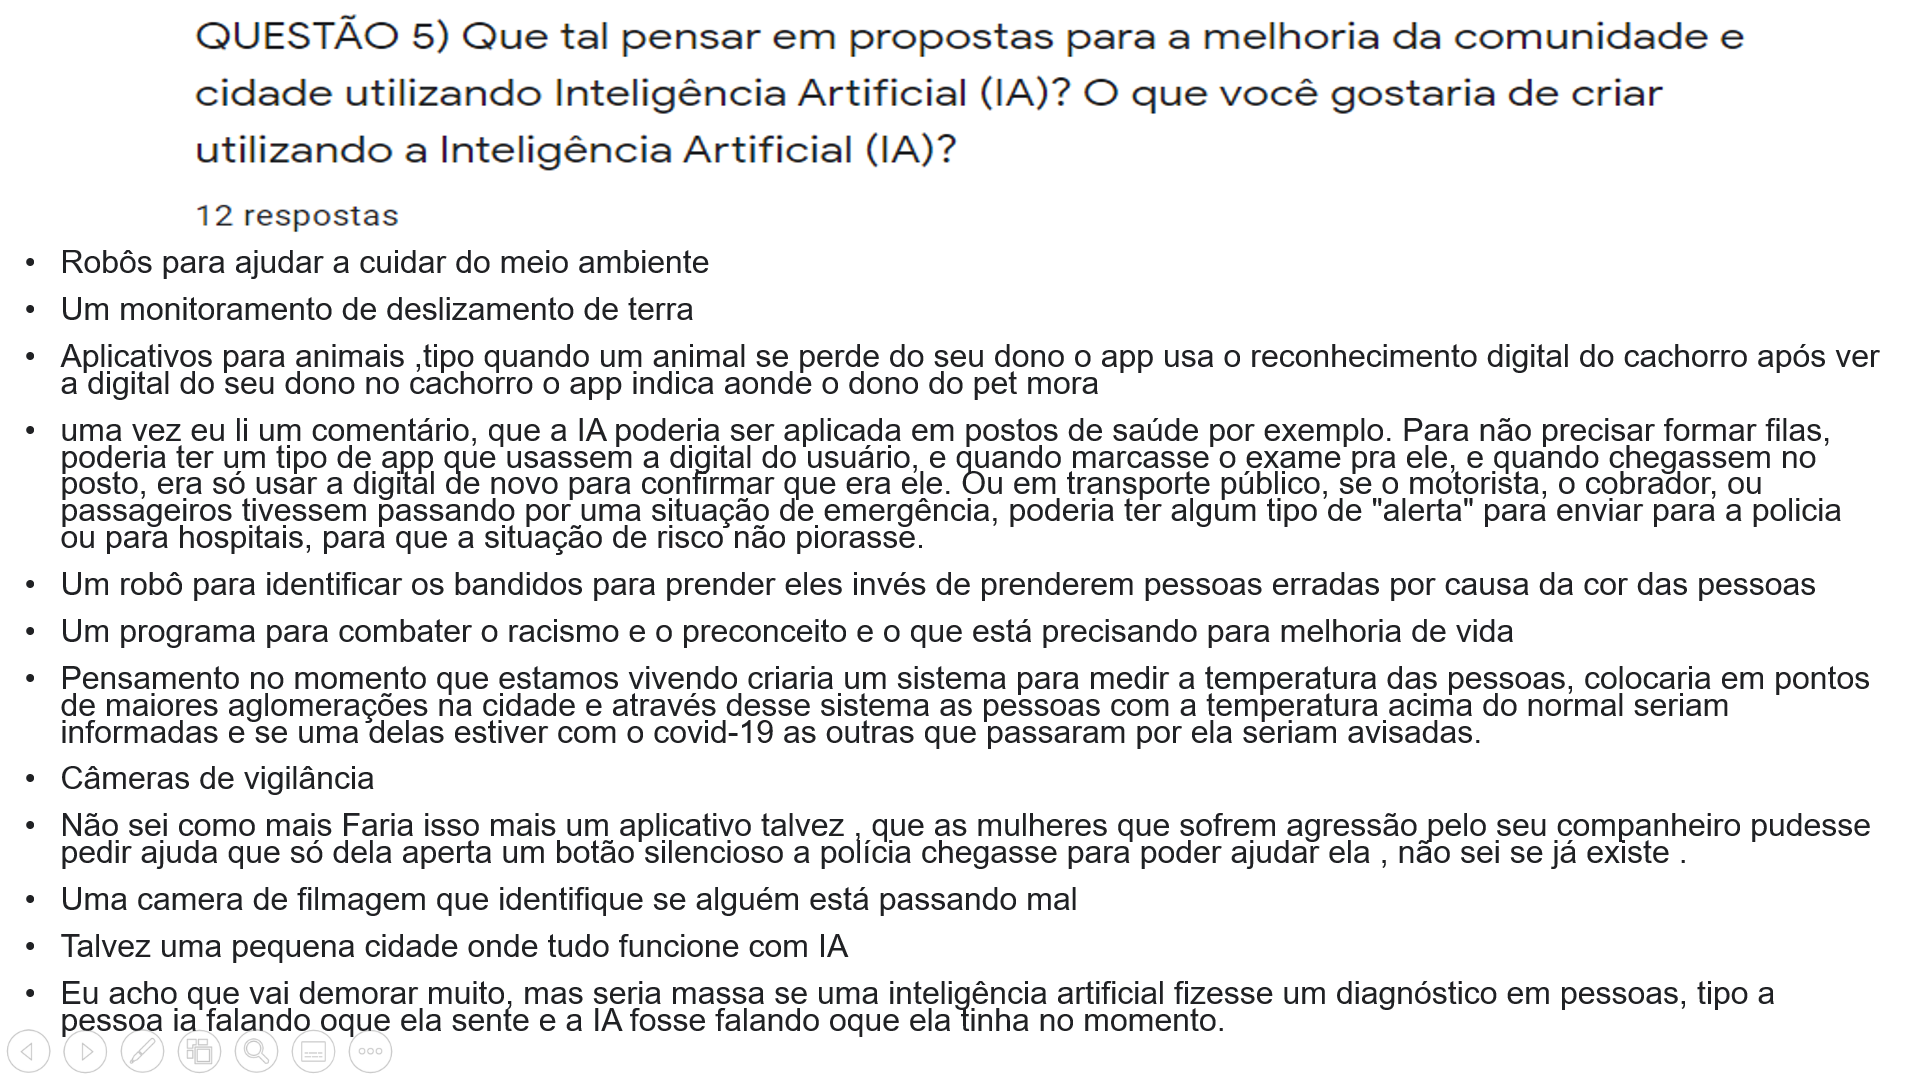 QUESTÃO 5) Que tal pensar em propostas para a melhoria da comunidade e
cidade utilizando Inteligência Artificial (IA)? O que você gostaria de criar
utilizando a Inteligência Artificial (IA)?
12 respostas
• Robôs para ajudar a cuidar do meio ambiente
• Um monitoramento de deslizamento de terra
• Aplicativos para animais ,tipo quando um animal se perde do seu dono o app usa o reconhecimento digital do cachorro após ver
a digital do seu dono no cachorro o app indica aonde o dono do pet mora
• uma vez eu li um comentário, que a IA poderia ser aplicada em postos de saúde por exemplo. Para não precisar formar filas,
poderia ter um tipo de app que usassem a digital do usuário, e quando marcasse o exame pra ele, e quando chegassem no
posto, era só usar a digital de novo para confirmar que era ele. Ou em transporte público, se o motorista, o cobrador, ou
passageiros tivessem passando por uma situação de emergência, poderia ter algum tipo de "alerta" para enviar para a policia
ou para hospitais, para que a situação de risco não piorasse.
• Um robô para identificar os bandidos para prender eles invés de prenderem pessoas erradas por causa da cor das pessoas
• Um programa para combater o racismo e o preconceito e o que está precisando para melhoria de vida
• Pensamento no momento que estamos vivendo criaria um sistema para medir a temperatura das pessoas, colocaria em pontos
de maiores aglomerações na cidade e através desse sistema as pessoas com a temperatura acima do normal seriam
informadas e se uma delas estiver com o covid-19 as outras que passaram por ela seriam avisadas.
• Câmeras de vigilância
• Não sei como mais Faria isso mais um aplicativo talvez , que as mulheres que sofrem agressão pelo seu companheiro pudesse
pedir ajuda que só dela aperta um botão silencioso a polícia chegasse para poder ajudar ela , não sei se já existe .
• Uma camera de filmagem que identifique se alguém está passando mal
• Talvez uma pequena cidade onde tudo funcione com IA
• Eu acho que vai demorar muito, mas seria massa se uma inteligência artificial fizesse um diagnóstico em pessoas, tipo a
pessoa ia falando oque ela sente e a IA fosse falando oque ela tinha no momento.